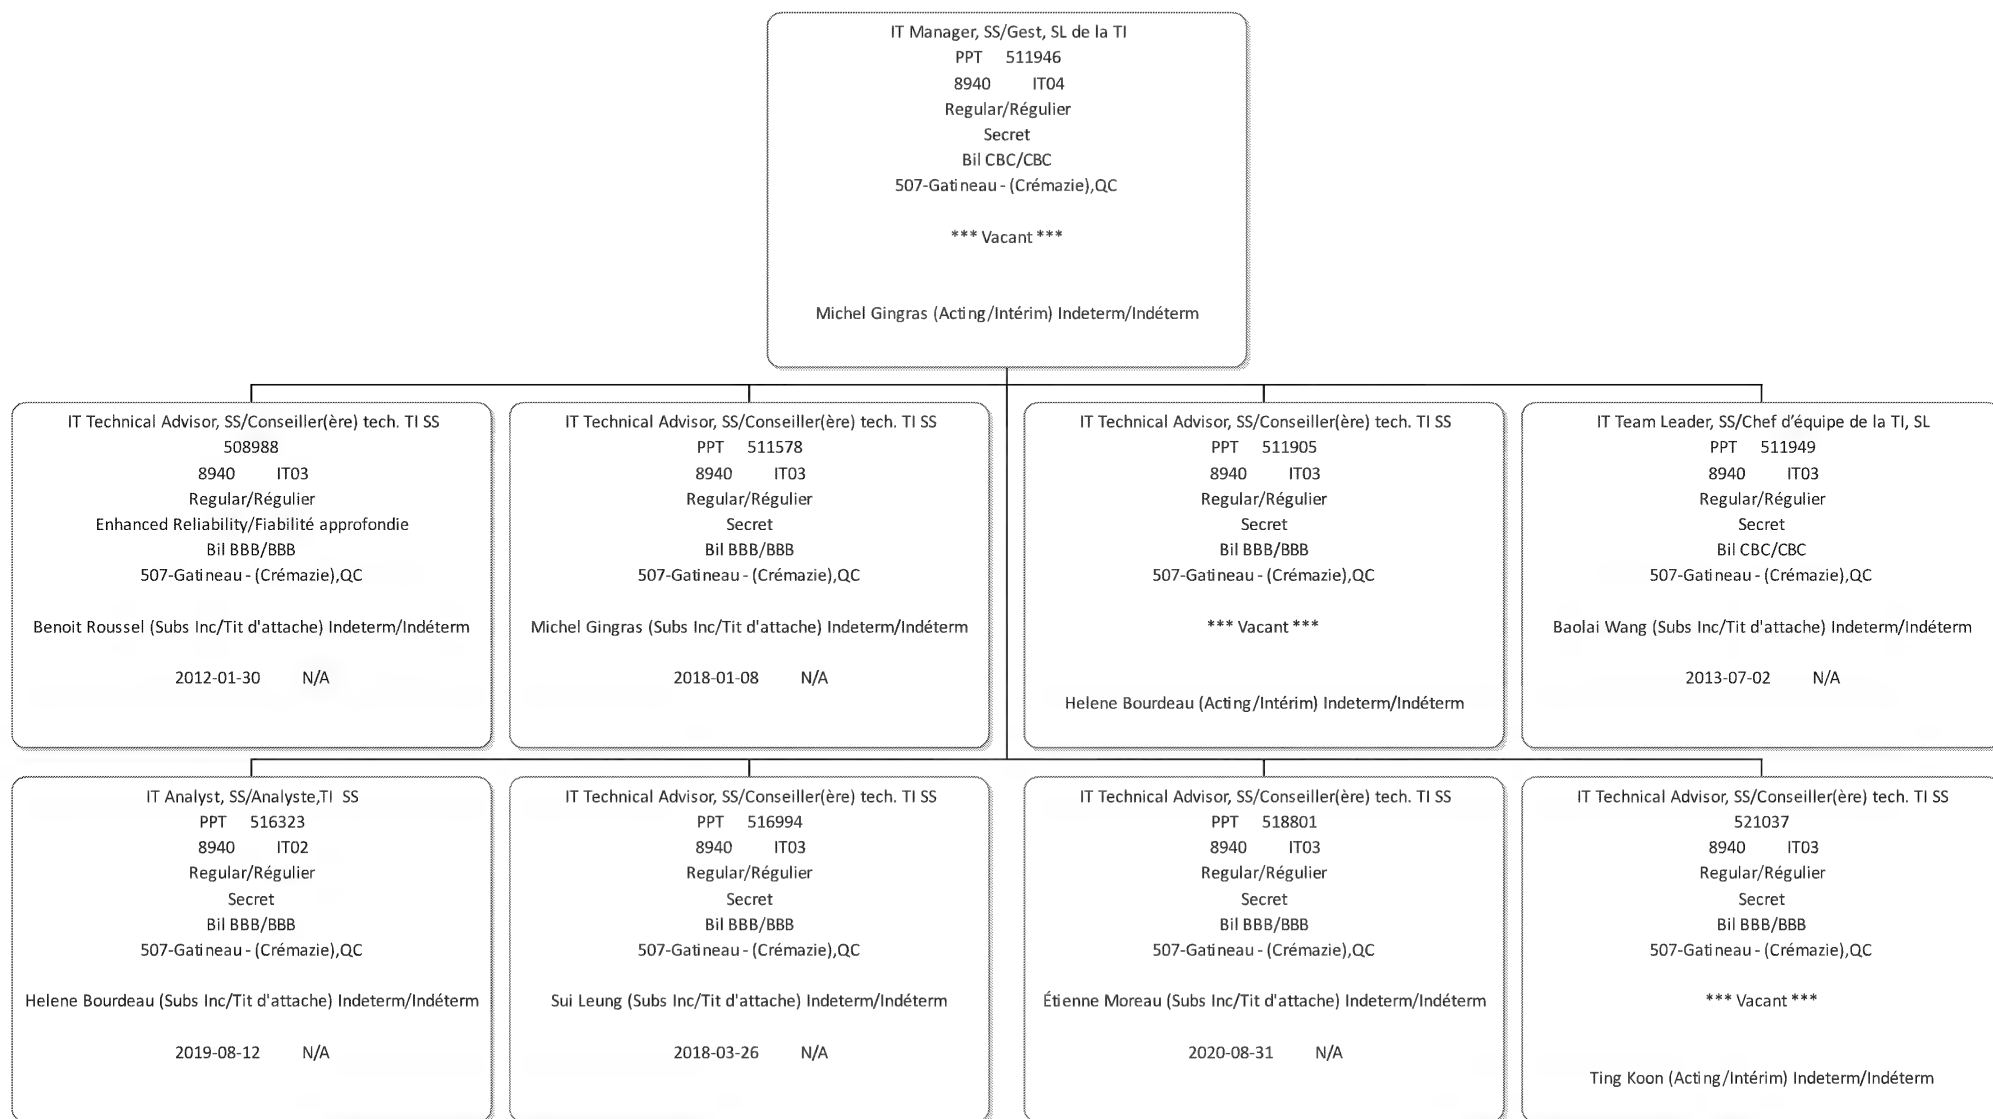 IT Manager, SS/Gest, SL de la TI
PPT 511946
8940 IT04
Regular/Régulier
Secret
Bil CBC/CBC
507-Gatineau - (Crémazie),QC
*** Vacant ***
Michel Gingras (Acting/Intérim) Indeterm/Indéterm
IT Technical Advisor, SS/Conseiller(ère) tech. TI SS
508988
8940 IT03
Regular/Régulier
Enhanced Reliability/Fiabilité approfondie
Bil BBB/BBB
507-Gatineau - (Crémazie),QC
Benoit Roussel (Subs Inc/Tit d'attache) Indeterm/Indéterm
2012-01-30 N/A
IT Technical Advisor, SS/Conseiller(ère) tech. TI SS
PPT 511578
8940 IT03
Regular/Régulier
Secret
Bil BBB/BBB
507-Gatineau - (Crémazie),QC
Michel Gingras (Subs Inc/Tit d'attache) Indeterm/Indéterm
2018-01-08 N/A
IT Technical Advisor, SS/Conseiller(ère) tech. TI SS
PPT 511905
8940 IT03
Regular/Régulier
Secret
Bil BBB/BBB
507-Gatineau - (Crémazie),QC
*** Vacant ***
Helene Bourdeau (Acting/Intérim) Indeterm/Indéterm
IT Team Leader, SS/Chef d’équipe de la TI, SL
PPT 511949
8940 IT03
Regular/Régulier
Secret
Bil CBC/CBC
507-Gatineau - (Crémazie),QC
Baolai Wang (Subs Inc/Tit d'attache) Indeterm/Indéterm
2013-07-02 N/A
IT Analyst, SS/Analyste,TI SS
PPT 516323
8940 IT02
Regular/Régulier
Secret
Bil BBB/BBB
507-Gatineau - (Crémazie),QC
Helene Bourdeau (Subs Inc/Tit d'attache) Indeterm/Indéterm
2019-08-12 N/A
IT Technical Advisor, SS/Conseiller(ère) tech. TI SS
PPT 516994
8940 IT03
Regular/Régulier
Secret
Bil BBB/BBB
507-Gatineau - (Crémazie),QC
Sui Leung (Subs Inc/Tit d'attache) Indeterm/Indéterm
2018-03-26 N/A
IT Technical Advisor, SS/Conseiller(ère) tech. TI SS
PPT 518801
8940 IT03
Regular/Régulier
Secret
Bil BBB/BBB
507-Gatineau - (Crémazie),QC
Étienne Moreau (Subs Inc/Tit d'attache) Indeterm/Indéterm
2020-08-31 N/A
IT Technical Advisor, SS/Conseiller(ère) tech. TI SS
521037
8940 IT03
Regular/Régulier
Secret
Bil BBB/BBB
507-Gatineau - (Crémazie),QC
*** Vacant ***
Ting Koon (Acting/Intérim) Indeterm/Indéterm